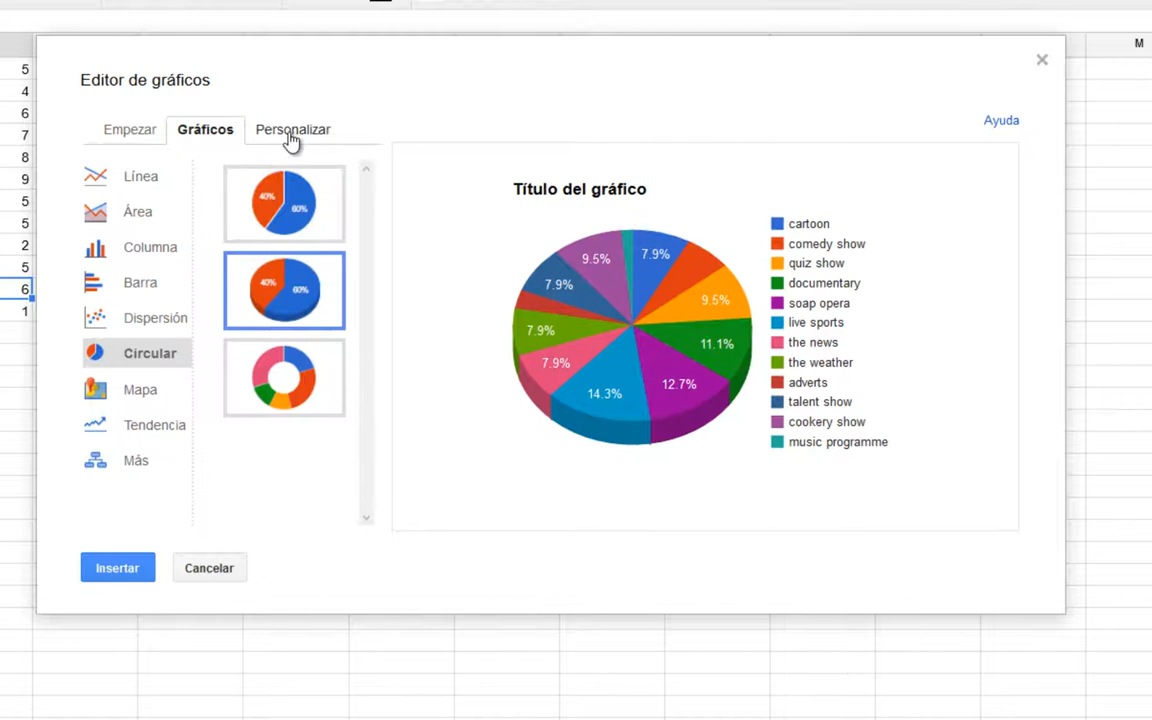 M
5
4
6
7
8
9
5
5
2
5
6
1
Editor de gráficos
Empezar Gráficos Personalizar
Ayuda
Línea
Área
Columna
Barra
Dispersión
Circular
Mapa
Tendencia
Más
40% 60%
40% 60%
Título del gráfico
7.9%
9.5%
11.1%
12.7%
14.3%
7.9%
7.9%
7.9%
9.5%
cartoon
comedy show
quiz show
documentary
soap opera
live sports
the news
the weather
adverts
talent show
cookery show
music programme
Insertar Cancelar